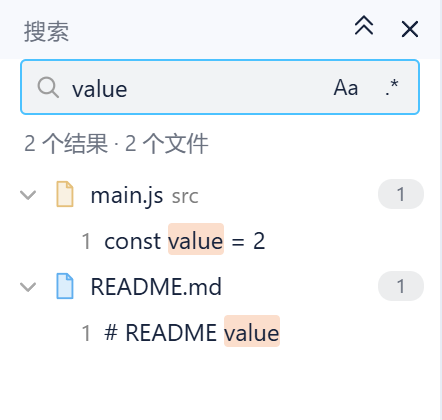 搜索
value Aa .*
2 个结果 · 2 个文件
main.js src 1
1 const value = 2
README.md 1
1 # README value